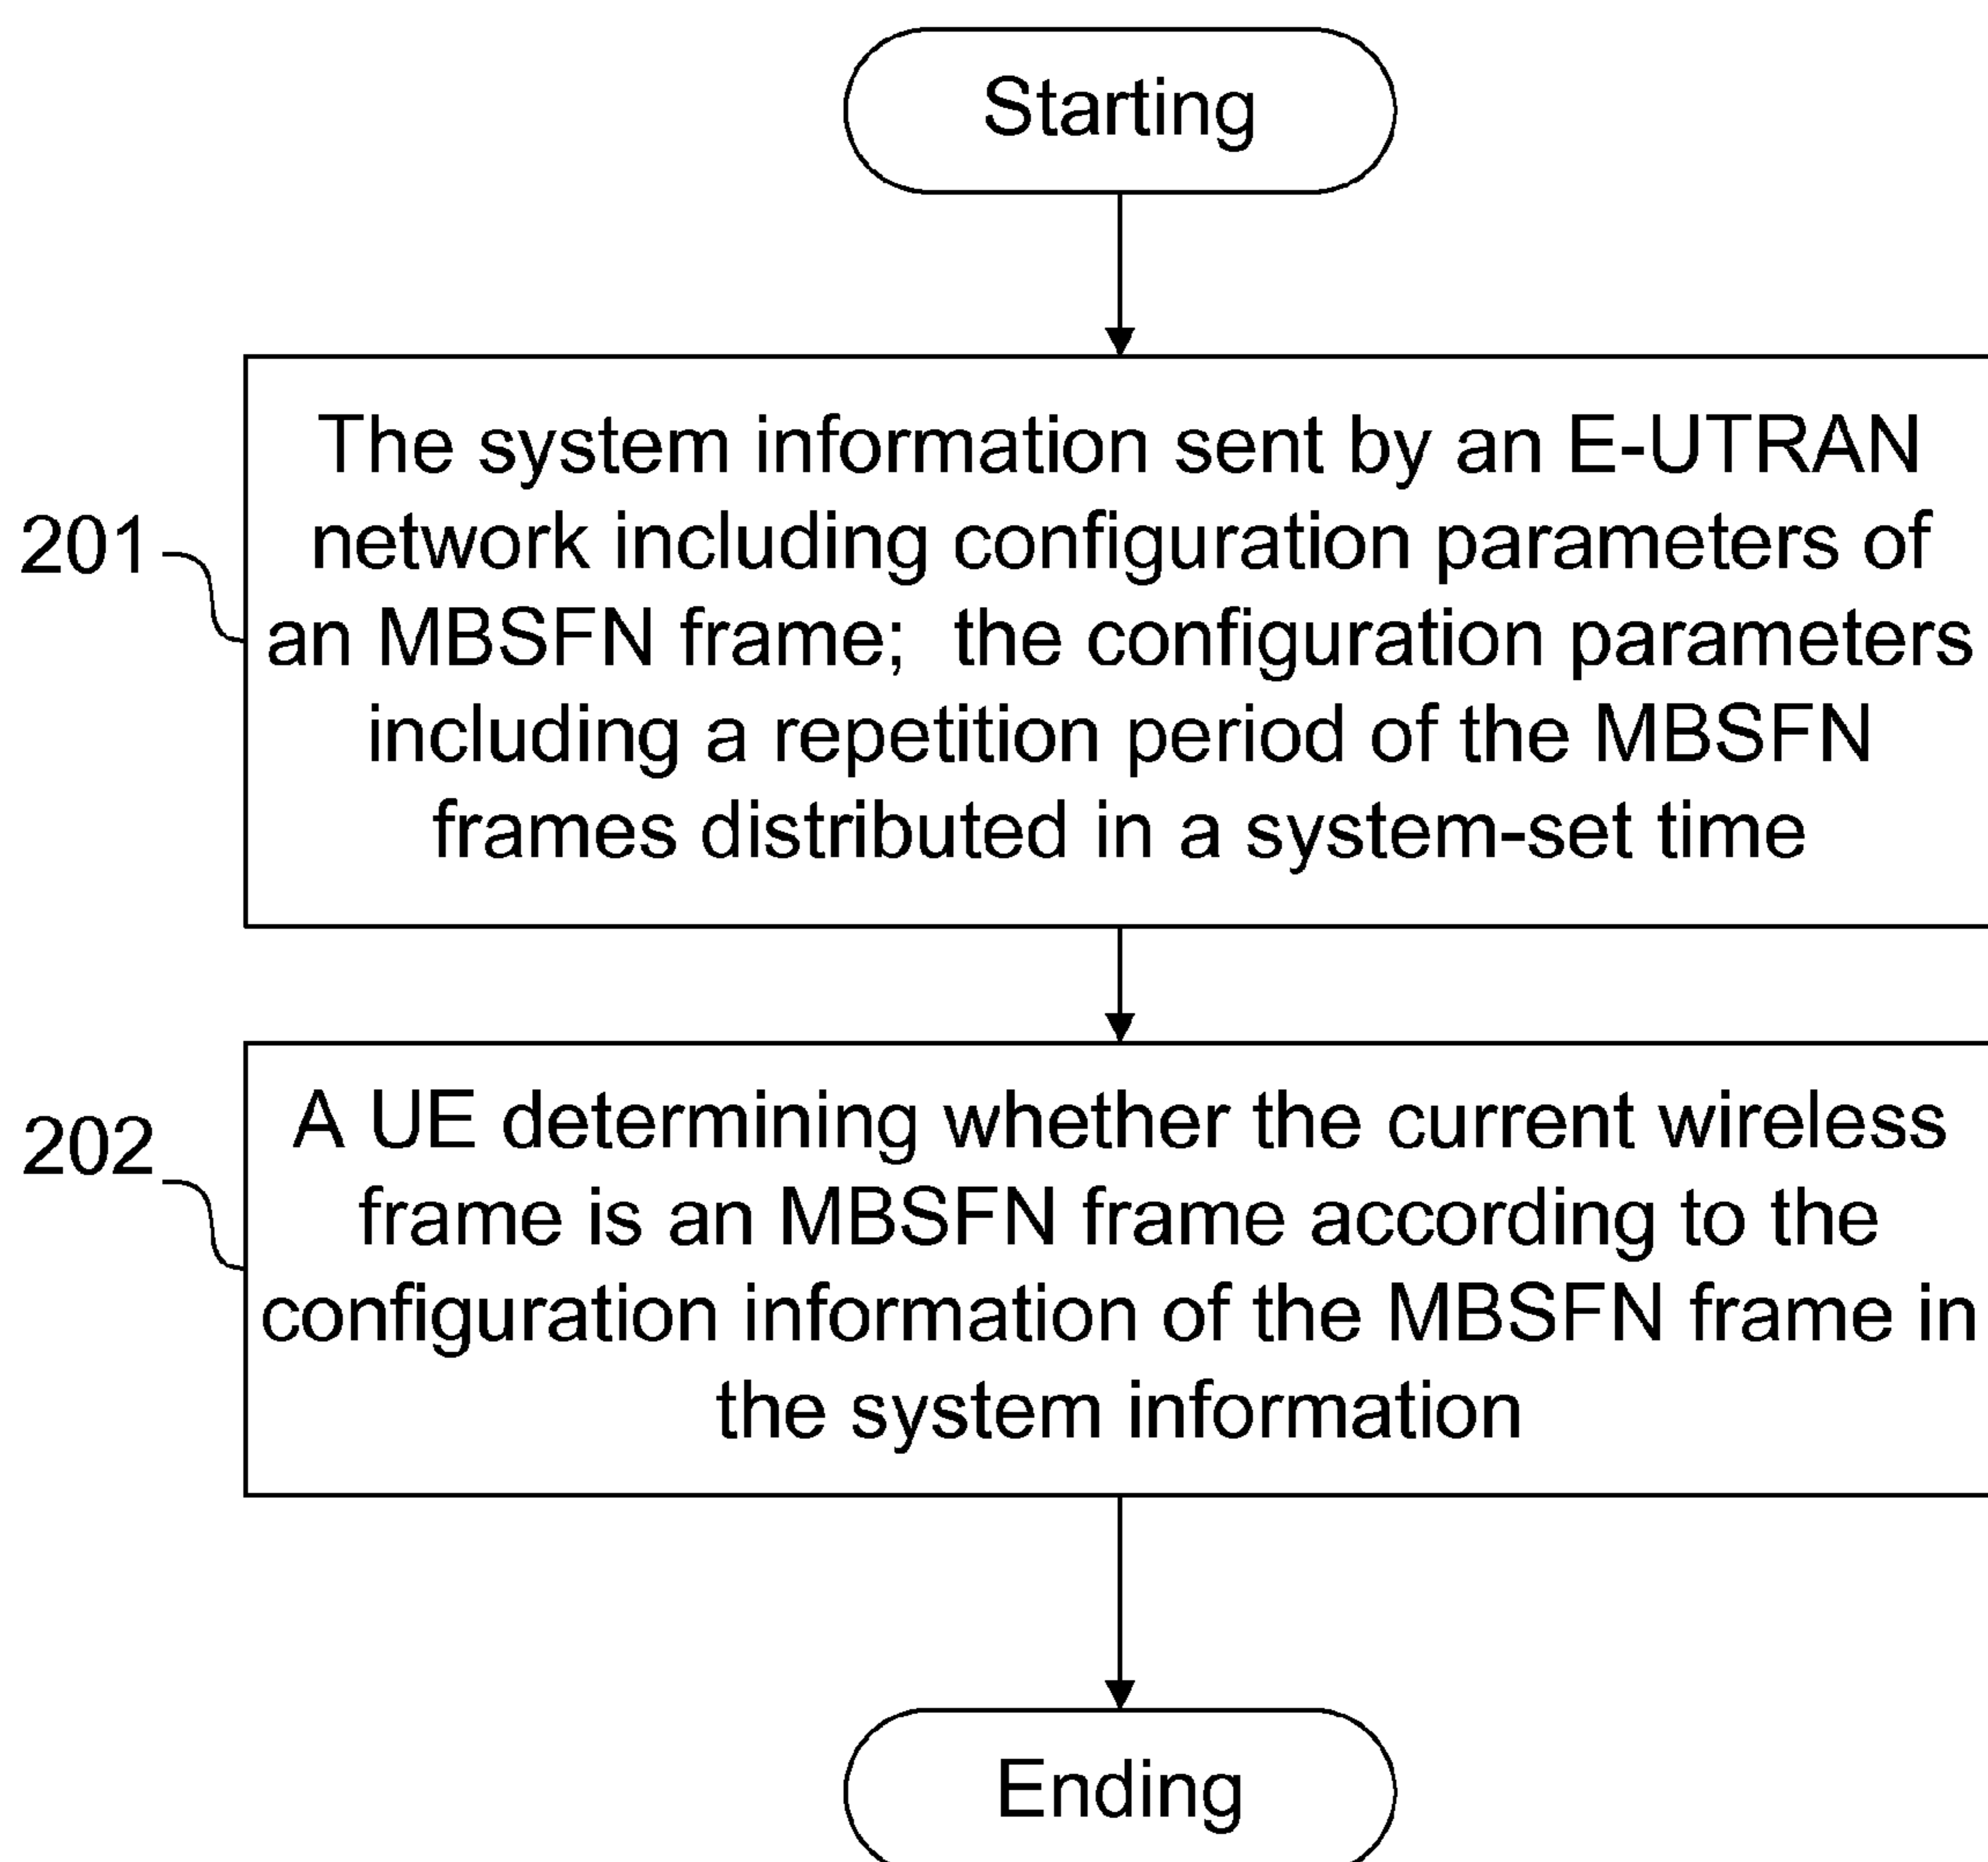 Starting
The system information sent by an E-UTRAN
network including configuration parameters of
201
an MBSFN frame; the configuration parameters
including a repetition period of the MBSFN
frames distributed in a system-set time
A UE determining whether the current wireless
202
frame is an MBSFN frame according to the
configuration information of the MBSFN frame in
the system information
Ending